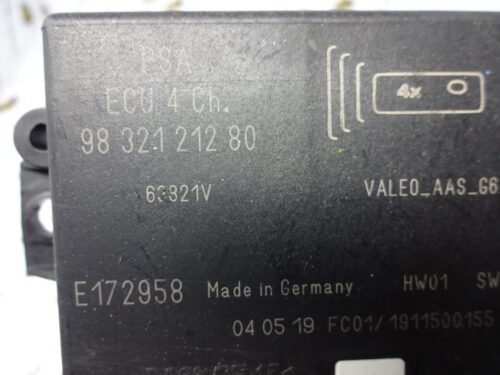 PSA
ECU 4 Ch.
98 321 212 80
4x
63821V
VALEO_AAS_G6
E172958 Made in Germany HW01 SW
04 05 19 FC01/1911500155